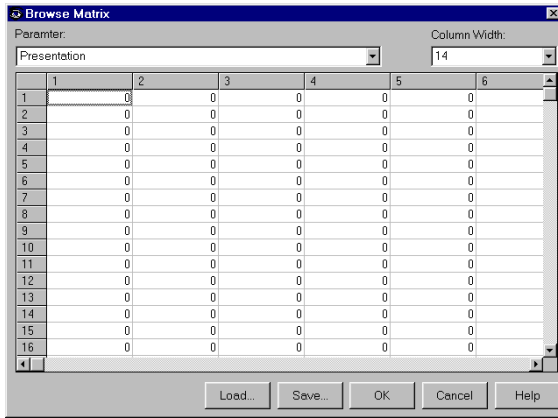 Browse Matrix
Paramter: Column Width:
Presentation 14
1 2 3 4 5 6
1 0 0 0 0 0
2 0 0 0 0 0
3 0 0 0 0 0
4 0 0 0 0 0
5 0 0 0 0 0
6 0 0 0 0 0
7 0 0 0 0 0
8 0 0 0 0 0
9 0 0 0 0 0
10 0 0 0 0 0
11 0 0 0 0 0
12 0 0 0 0 0
13 0 0 0 0 0
14 0 0 0 0 0
15 0 0 0 0 0
16 0 0 0 0 0
Load... Save... OK Cancel Help